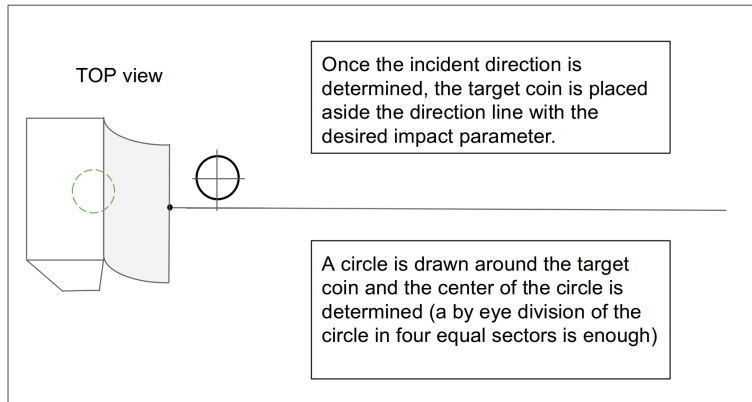 TOP view
Once the incident direction is
determined, the target coin is placed
aside the direction line with the
desired impact parameter.
A circle is drawn around the target
coin and the center of the circle is
determined (a by eye division of the
circle in four equal sectors is enough)